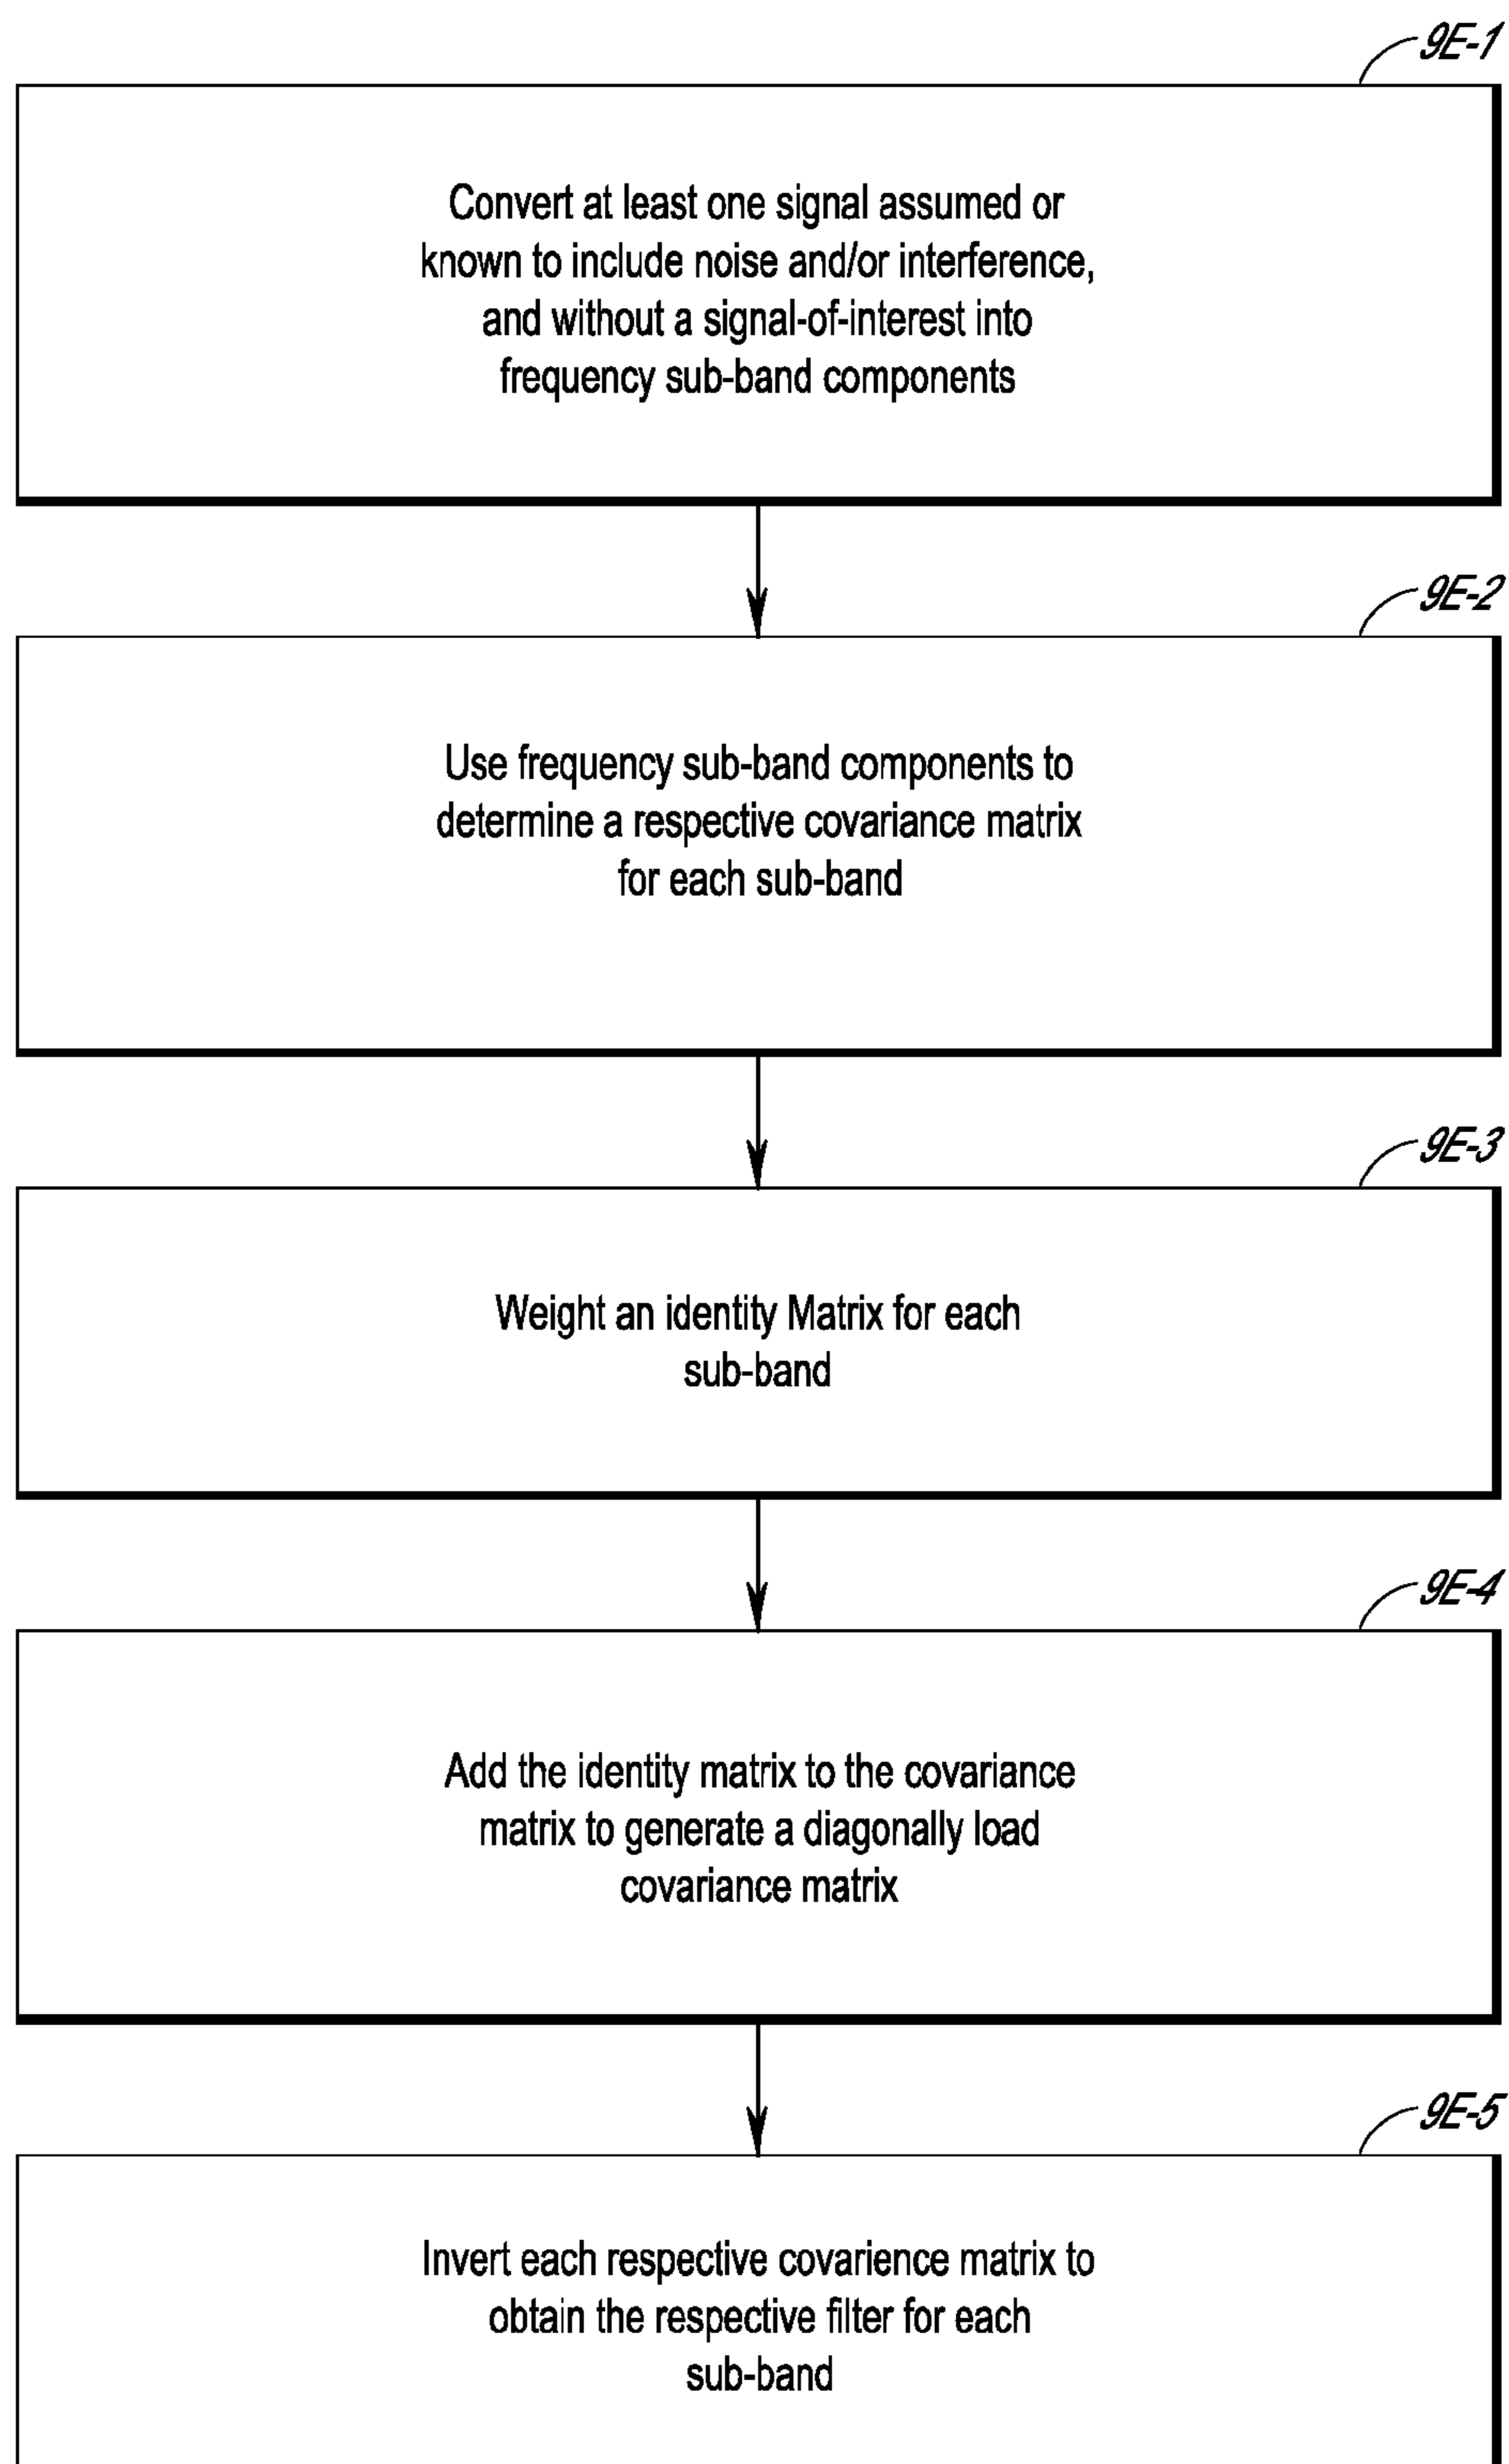 9E-1
Convert at least one signal assumed or
known to include noise and/or interference,
and without a signal-of-interest into
frequency sub-band components
9E-2
Use frequency sub-band components to
determine a respective covariance matrix
for each sub-band
9E-3
Weight an identity Matrix for each
sub-band
9E-4
Add the identity matrix to the covariance
matrix to generate a diagonally load
covariance matrix
9E-5
Invert each respective covarience matrix to
obtain the respective filter for each
sub-band